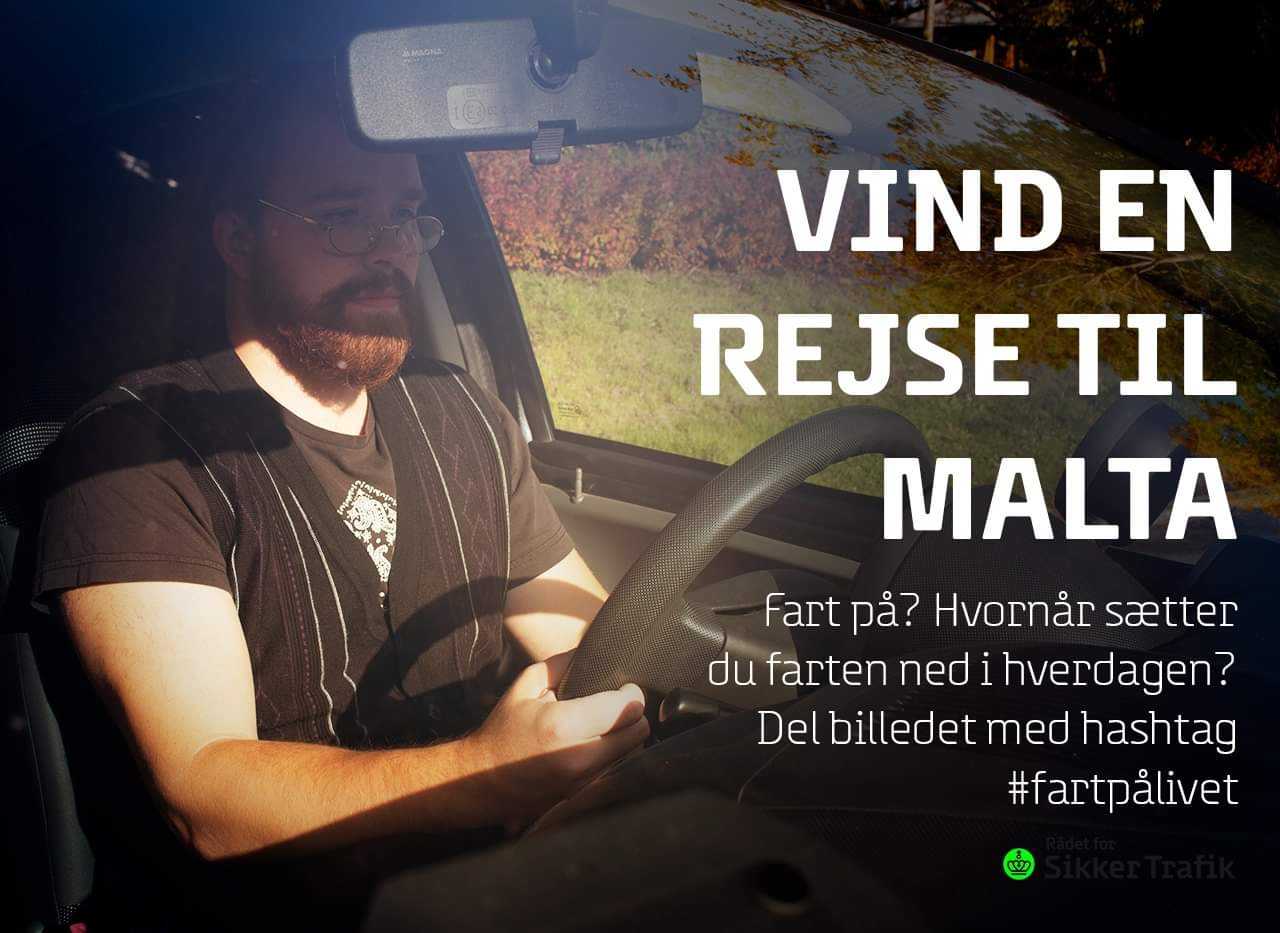 MAGNA
VIND EN
REJSE TIL
MALTA
Fart på? Hvornår sætter
du farten ned i hverdagen?
Del billedet med hashtag
#fartpålivet
Rådet for
Sikker Trafik